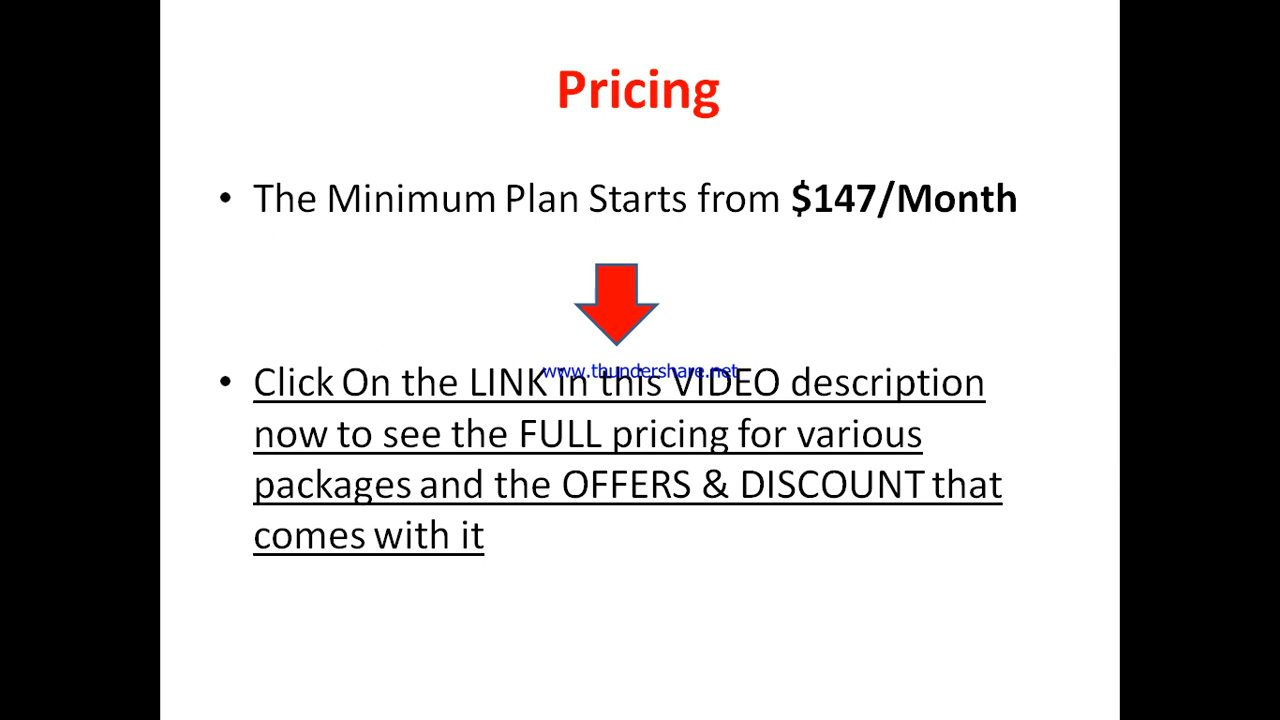 Pricing
• The Minimum Plan Starts from $147/Month
www.thundershare.net
• Click On the LINK in this VIDEO description
now to see the FULL pricing for various
packages and the OFFERS & DISCOUNT that
comes with it